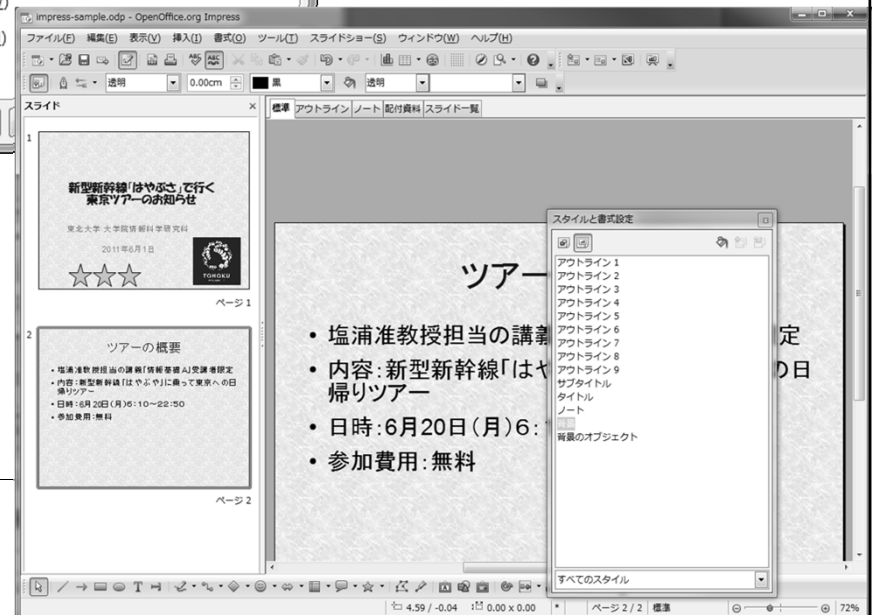 impress-sample.odp - OpenOffice.org Impress
ファイル(F) 編集(E) 表示(V) 挿入(I) 書式(O) ツール(T) スライドショー(S) ウィンドウ(W) ヘルプ(H)
透明 0.00cm 黒 透明
スライド
標準 アウトライン ノート 配付資料 スライド一覧
1
新型新幹線「はやぶさ」で行く
東京ツアーのお知らせ
東北大学 大学院情報科学研究科
2011年6月1日
TOHOKU
ページ 1
2
ツアーの概要
• 塩浦准教授担当の講義「情報基礎A」受講者限定
• 内容:新型新幹線「はやぶや」に乗って東京への日
帰りツアー
• 日時:6月20日(月)6:10~22:50
• 参加費用:無料
ページ 2
ツアー
• 塩浦准教授担当の講義 定
• 内容:新型新幹線「はや の日
帰りツアー
• 日時:6月20日(月)6:
• 参加費用:無料
スタイルと書式設定
アウトライン 1
アウトライン 2
アウトライン 3
アウトライン 4
アウトライン 5
アウトライン 6
アウトライン 7
アウトライン 8
アウトライン 9
サブタイトル
タイトル
ノート
背景
背景のオブジェクト
すべてのスタイル
4.59 / -0.04 0.00 x 0.00 * ページ 2 / 2 標準 72%